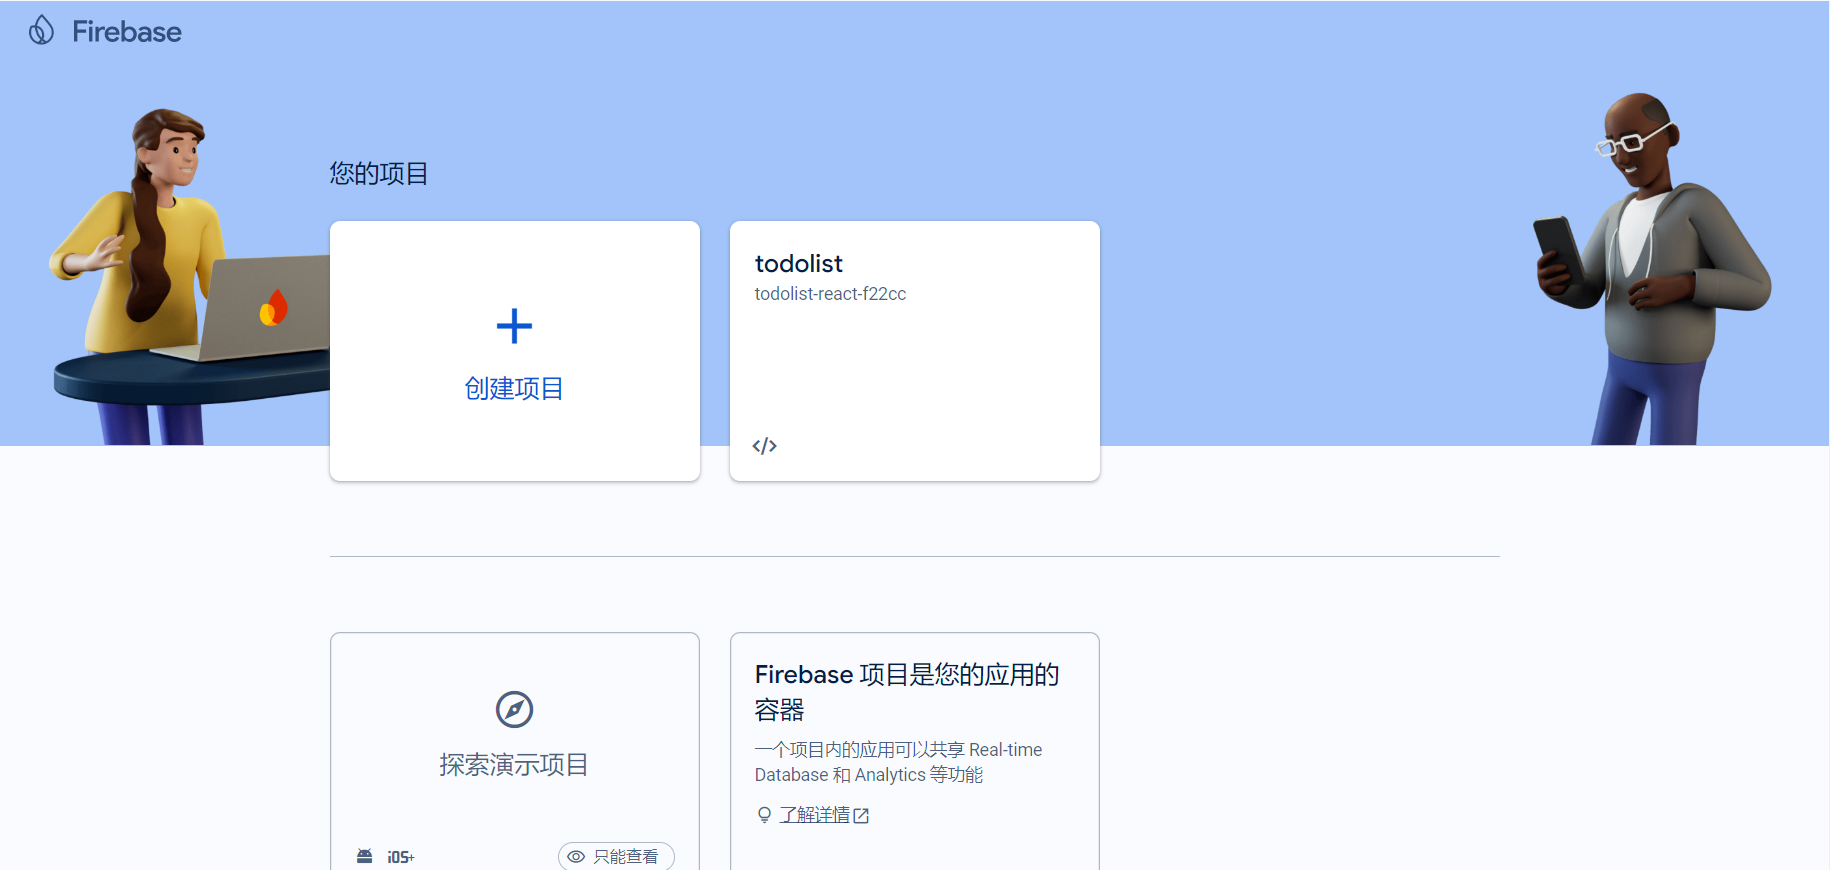 Firebase
您的项目
创建项目
todolist
todolist-react-f22cc
探索演示项目
iOS+
只能查看
Firebase 项目是您的应用的
容器
一个项目内的应用可以共享 Real-time
Database 和 Analytics 等功能
了解详情